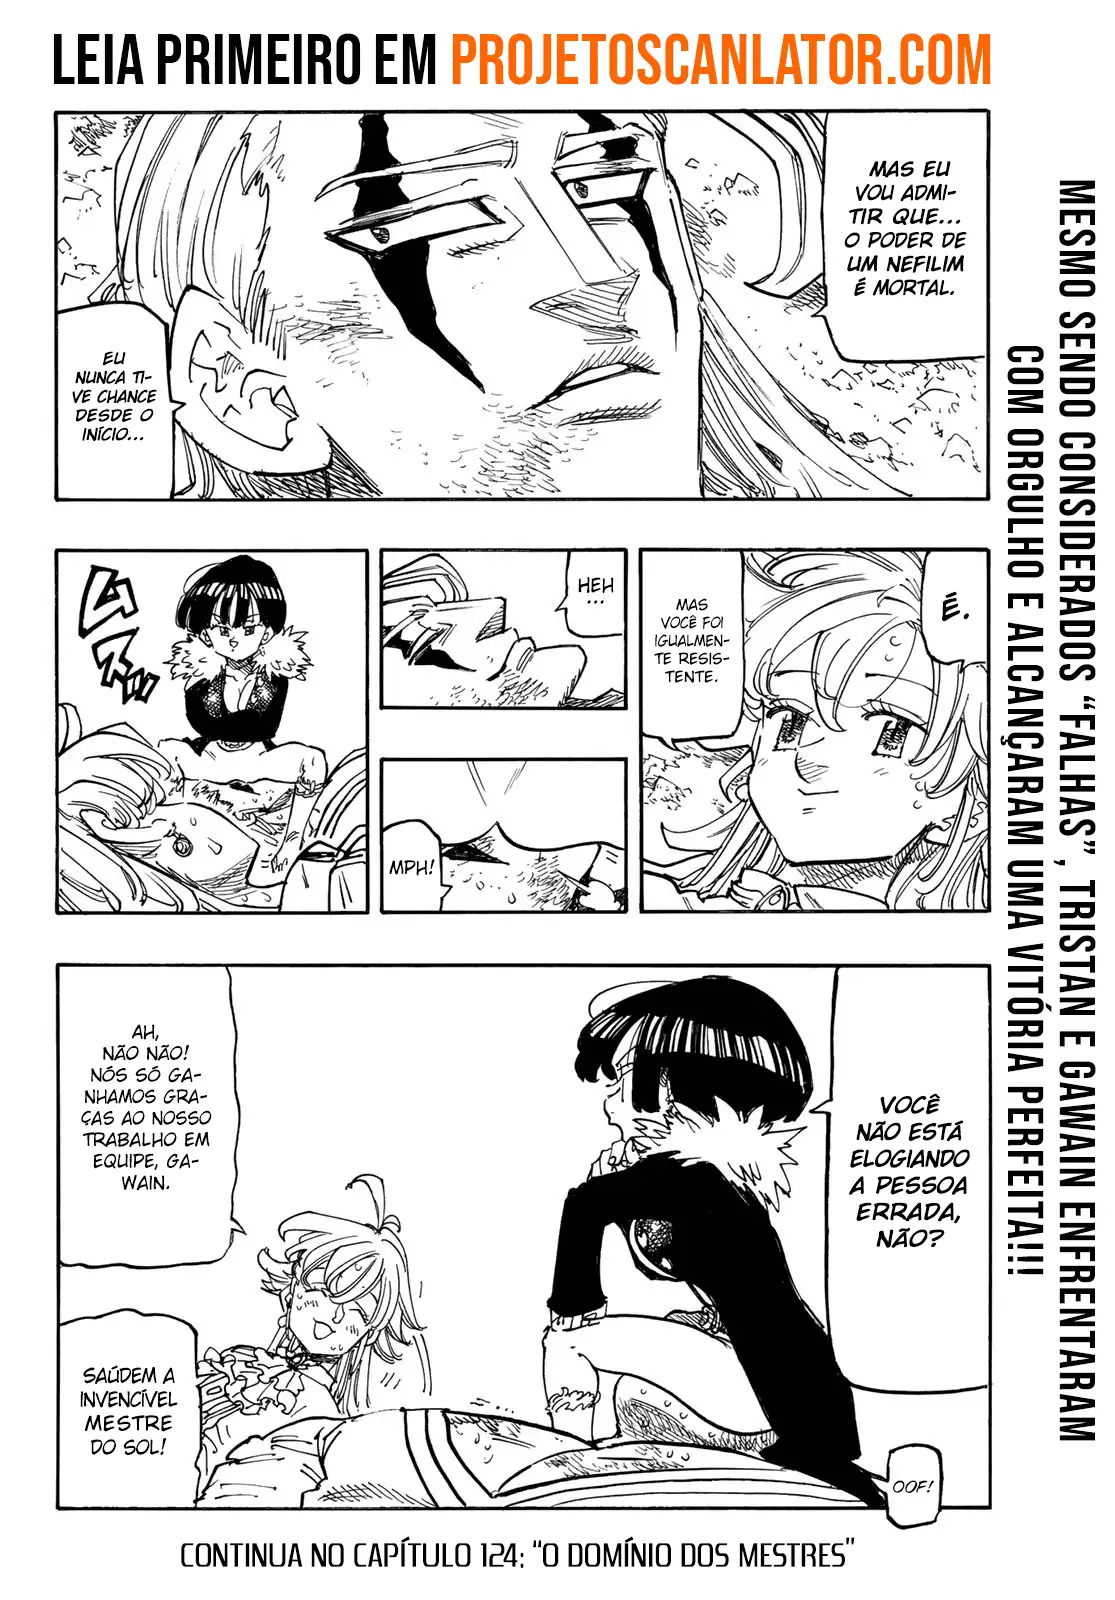 LEIA PRIMEIRO EM PROJETOSCANLATOR.COM
MAS EU
VOU ADMI-
TIR QUE...
O PODER DE
UM NEFILIM
É MORTAL.
EU
NUNCA TI-
VE CHANCE
DESDE O
INÍCIO...
MESMO SENDO CONSIDERADOS “FALHAS”, TRISTAN E GAWAIN ENFRENTARAM
COM ORGULHO E ALCANÇARAM UMA VITÓRIA PERFEITA!!!
É.
MAS
VOCÊ FOI
IGUALMEN-
TE RESIS-
TENTE.
HEH
...
MPH!
ムス
VOCÊ
NÃO ESTÁ
ELOGIANDO
A PESSOA
ERRADA,
NÃO?
AH,
NÃO NÃO!
NÓS SÓ GA-
NHAMOS GRA-
ÇAS AO NOSSO
TRABALHO EM
EQUIPE, GA-
WAIN.
SAÚDEM A
INVENCÍVEL
MESTRE
DO SOL!
OOF!
CONTINUA NO CAPÍTULO 124: “O DOMÍNIO DOS MESTRES”